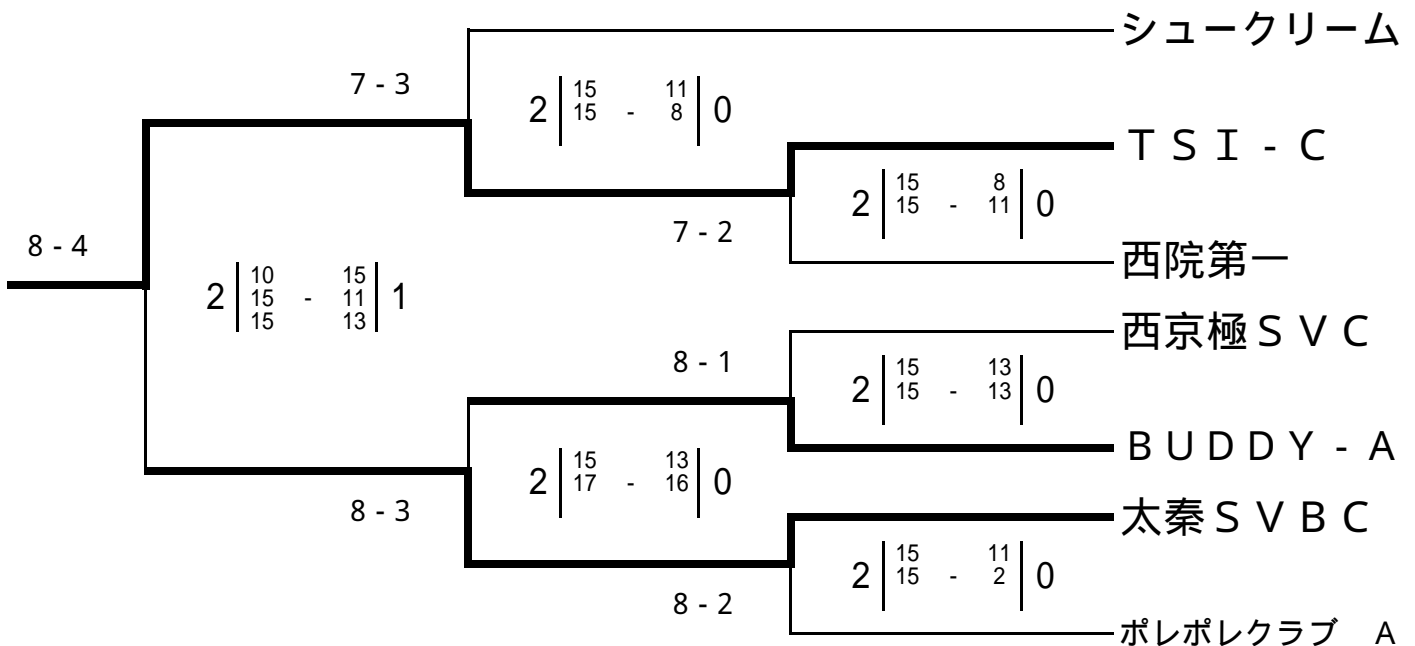 シュークリーム
7 - 3
2 15 - 11 0
15 8
ＴＳＩ - Ｃ
2 15 - 8 0
15 11
7 - 2
8 - 4
西院第一
2 10 - 15 1
15 11
15 13
西京極ＳＶＣ
8 - 1
2 15 - 13 0
15 13
ＢＵＤＤＹ - Ａ
2 15 - 13 0
17 16
8 - 3
太秦ＳＶＢＣ
2 15 - 11 0
15 2
8 - 2
ポレポレクラブ　A